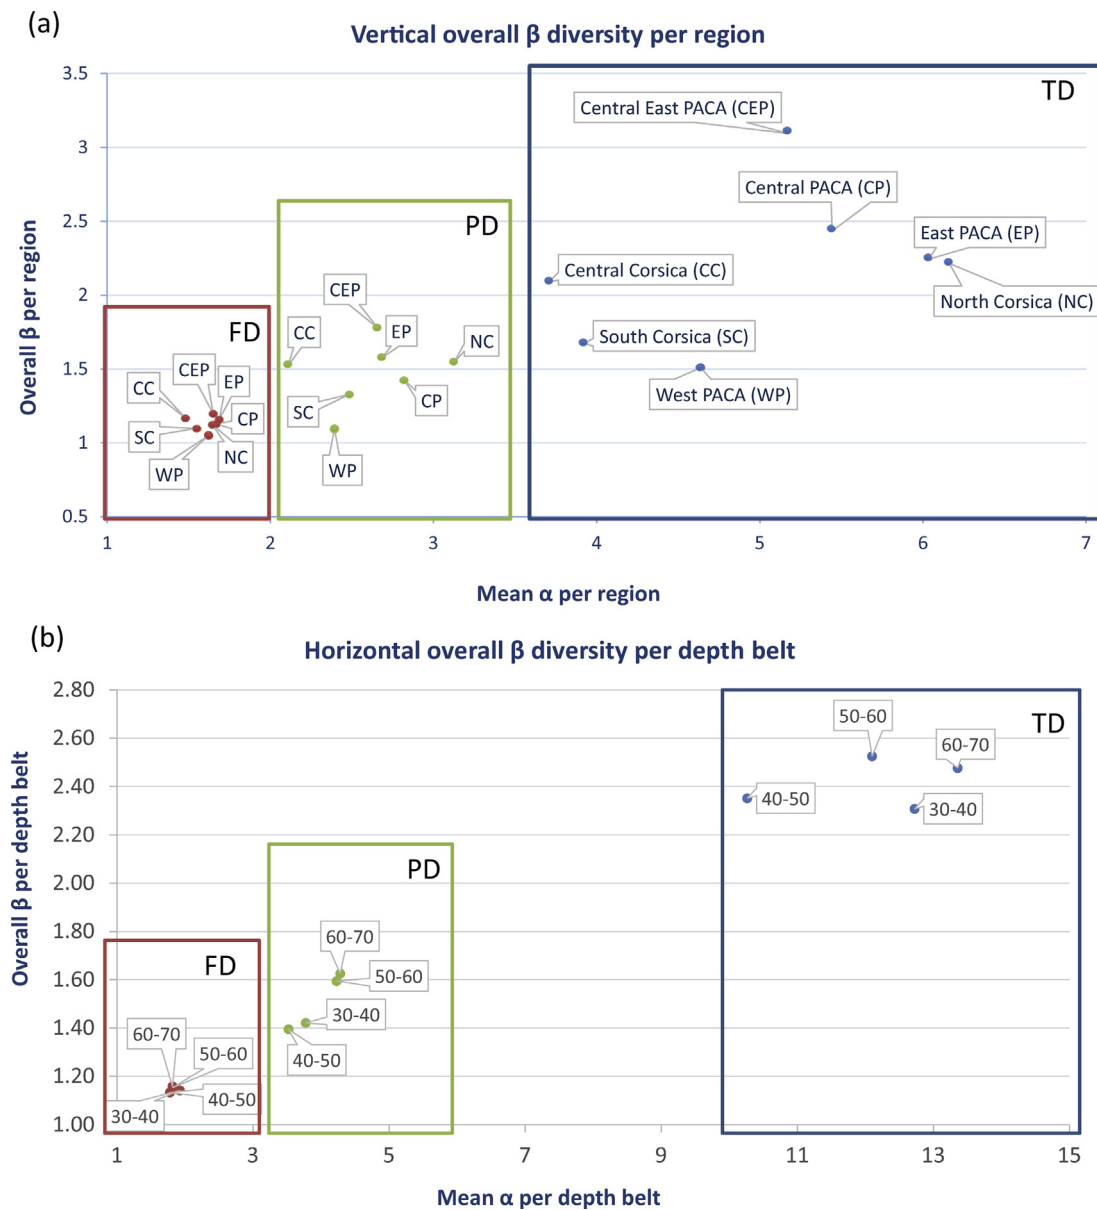 (a)
Vertical overall β diversity per region
Overall β per region
3.5
3
2.5
2
1.5
1
0.5
TD
Central East PACA (CEP)
Central PACA (CP)
East PACA (EP)
North Corsica (NC)
Central Corsica (CC)
South Corsica (SC)
West PACA (WP)
PD
CEP
CC
EP
NC
CP
SC
WP
FD
CEP
CC
EP
CP
SC
NC
WP
1
2
3
4
5
6
7
Mean α per region
(b)
Horizontal overall β diversity per depth belt
Overall β per depth belt
2.80
2.60
2.40
2.20
2.00
1.80
1.60
1.40
1.20
1.00
TD
50-60
60-70
40-50
30-40
PD
60-70
50-60
30-40
40-50
FD
60-70
50-60
40-50
30-40
1
3
5
7
9
11
13
15
Mean α per depth belt